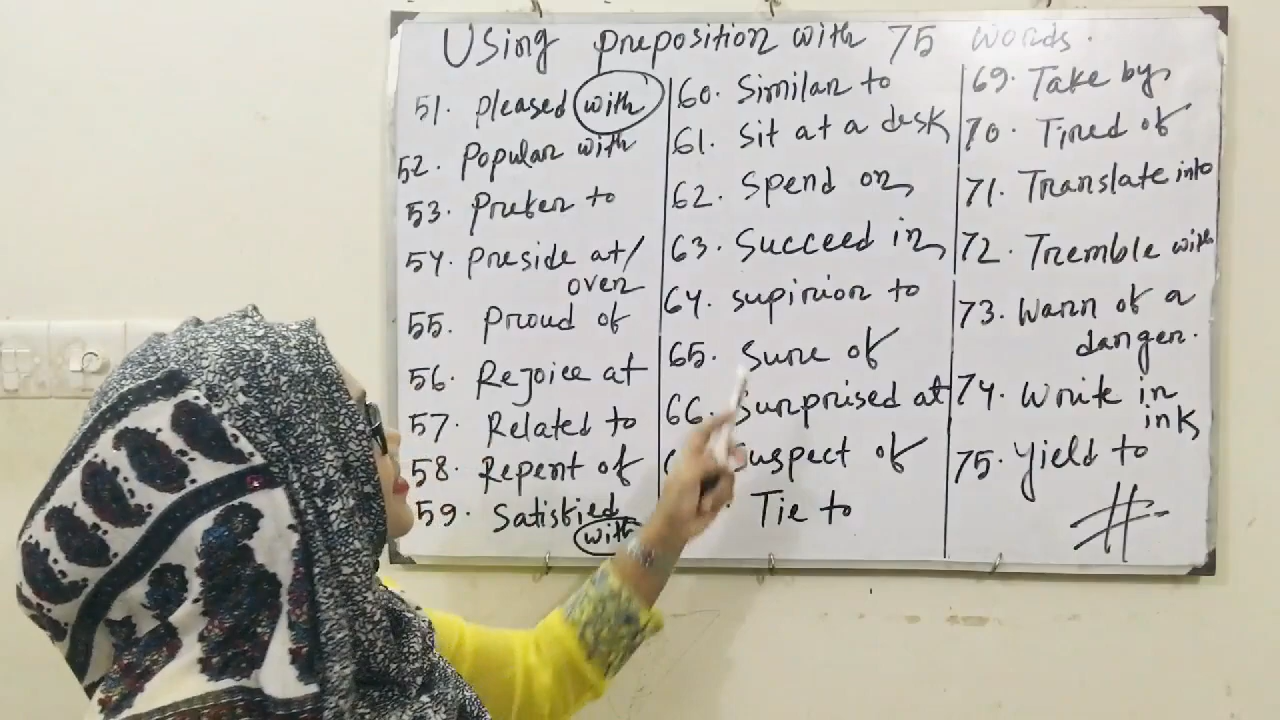 Using preposition with 75 words.
51. Pleased with
52. Popular with
53. Prefer to
54. Preside at/
over
55. Proud of
56. Rejoice at
57. Related to
58. Repent of
59. Satisfied
with
60. Similar to
61. Sit at a desk
62. Spend on
63. Succeed in
64. supirior to
65. Sure of
66. Surprised at
Suspect of
Tie to
69. Take by
70. Tired of
71. Translate into
72. Tremble with
73. Warn of a
danger.
74. Write in
ink
75. Yield to
#